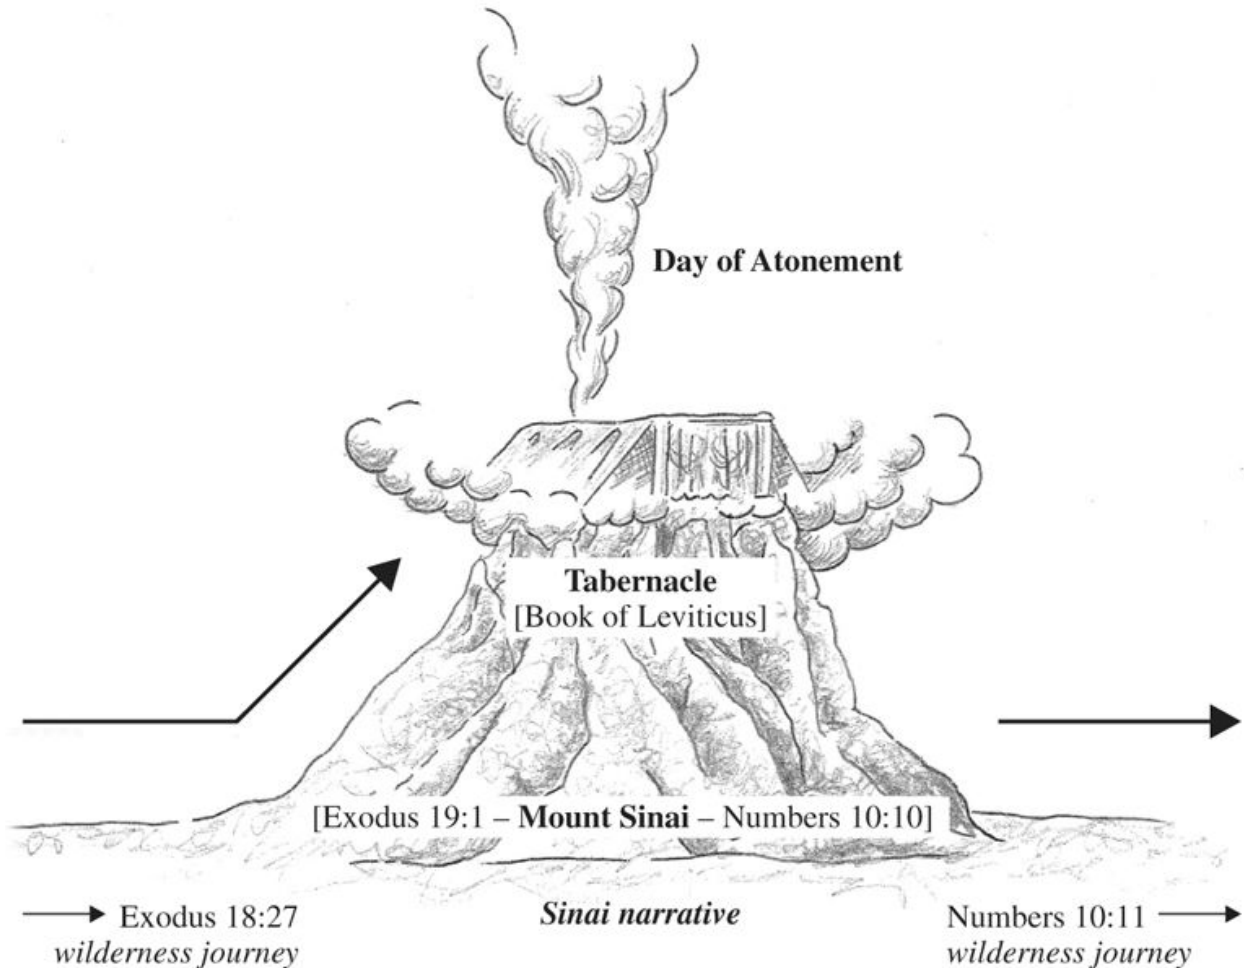 Day of Atonement
Tabernacle
[Book of Leviticus]
[Exodus 19:1 – Mount Sinai – Numbers 10:10]
Exodus 18:27
wilderness journey
Sinai narrative
Numbers 10:11
wilderness journey